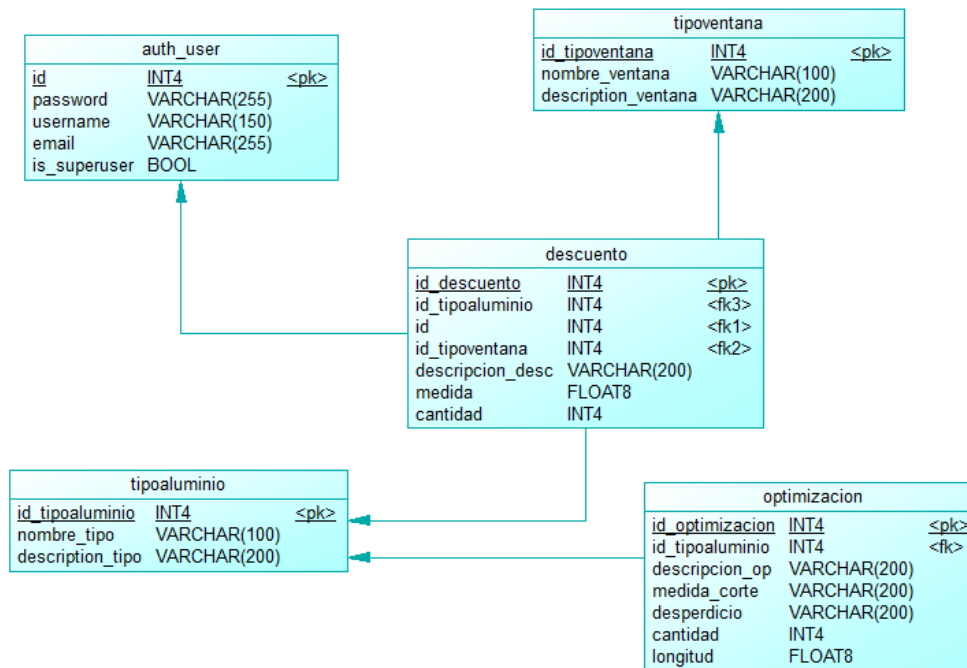 auth_user
id INT4 <pk>
password VARCHAR(255)
username VARCHAR(150)
email VARCHAR(255)
is_superuser BOOL
tipoventana
id_tipoventana INT4 <pk>
nombre_ventana VARCHAR(100)
description_ventana VARCHAR(200)
descuento
id_descuento INT4 <pk>
id_tipoaluminio INT4 <fk3>
id INT4 <fk1>
id_tipoventana INT4 <fk2>
descripcion_desc VARCHAR(200)
medida FLOAT8
cantidad INT4
tipoaluminio
id_tipoaluminio INT4 <pk>
nombre_tipo VARCHAR(100)
description_tipo VARCHAR(200)
optimizacion
id_optimizacion INT4 <pk>
id_tipoaluminio INT4 <fk>
descripcion_op VARCHAR(200)
medida_corte VARCHAR(200)
desperdicio VARCHAR(200)
cantidad INT4
longitud FLOAT8